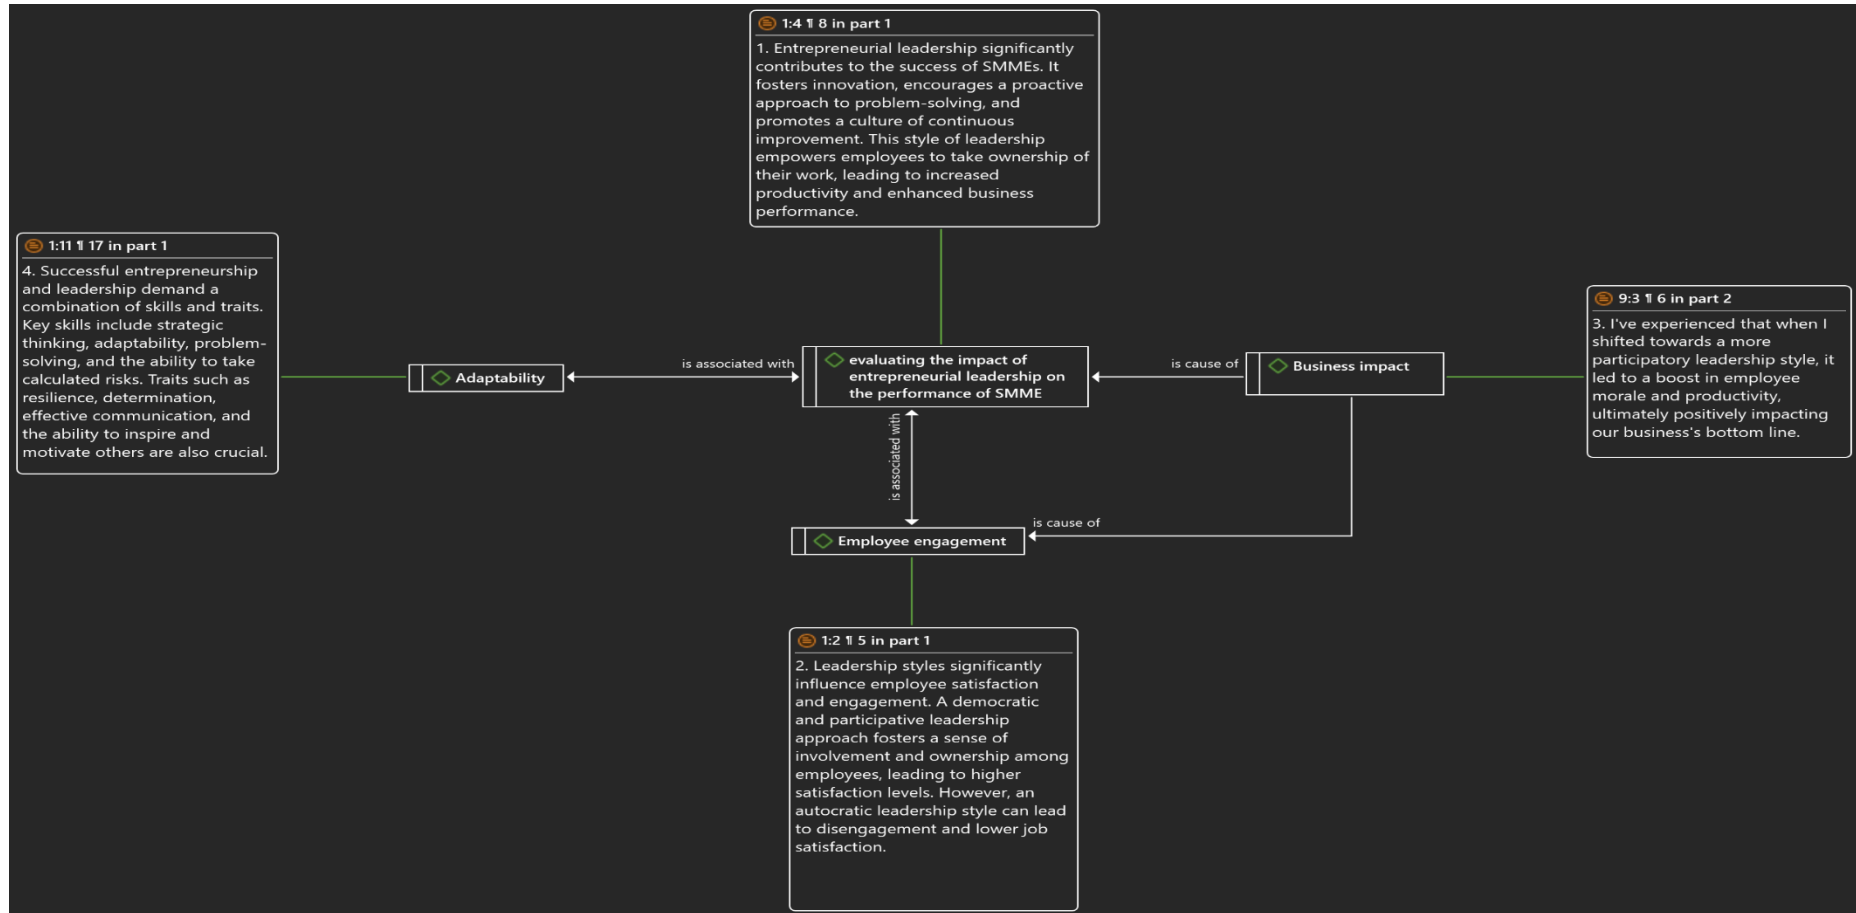 1:4 ¶ 8 in part 1
1. Entrepreneurial leadership significantly
contributes to the success of SMMEs. It
fosters innovation, encourages a proactive
approach to problem-solving, and
promotes a culture of continuous
improvement. This style of leadership
empowers employees to take ownership of
their work, leading to increased
productivity and enhanced business
performance.
1:11 ¶ 17 in part 1
4. Successful entrepreneurship
and leadership demand a
combination of skills and traits.
Key skills include strategic
thinking, adaptability, problem-
solving, and the ability to take
calculated risks. Traits such as
resilience, determination,
effective communication, and
the ability to inspire and
motivate others are also crucial.
Adaptability
is associated with
evaluating the impact of
entrepreneurial leadership on
the performance of SMME
is cause of
Business impact
9:3 ¶ 6 in part 2
3. I've experienced that when I
shifted towards a more
participatory leadership style, it
led to a boost in employee
morale and productivity,
ultimately positively impacting
our business's bottom line.
is associated with
is cause of
Employee engagement
1:2 ¶ 5 in part 1
2. Leadership styles significantly
influence employee satisfaction
and engagement. A democratic
and participative leadership
approach fosters a sense of
involvement and ownership among
employees, leading to higher
satisfaction levels. However, an
autocratic leadership style can lead
to disengagement and lower job
satisfaction.